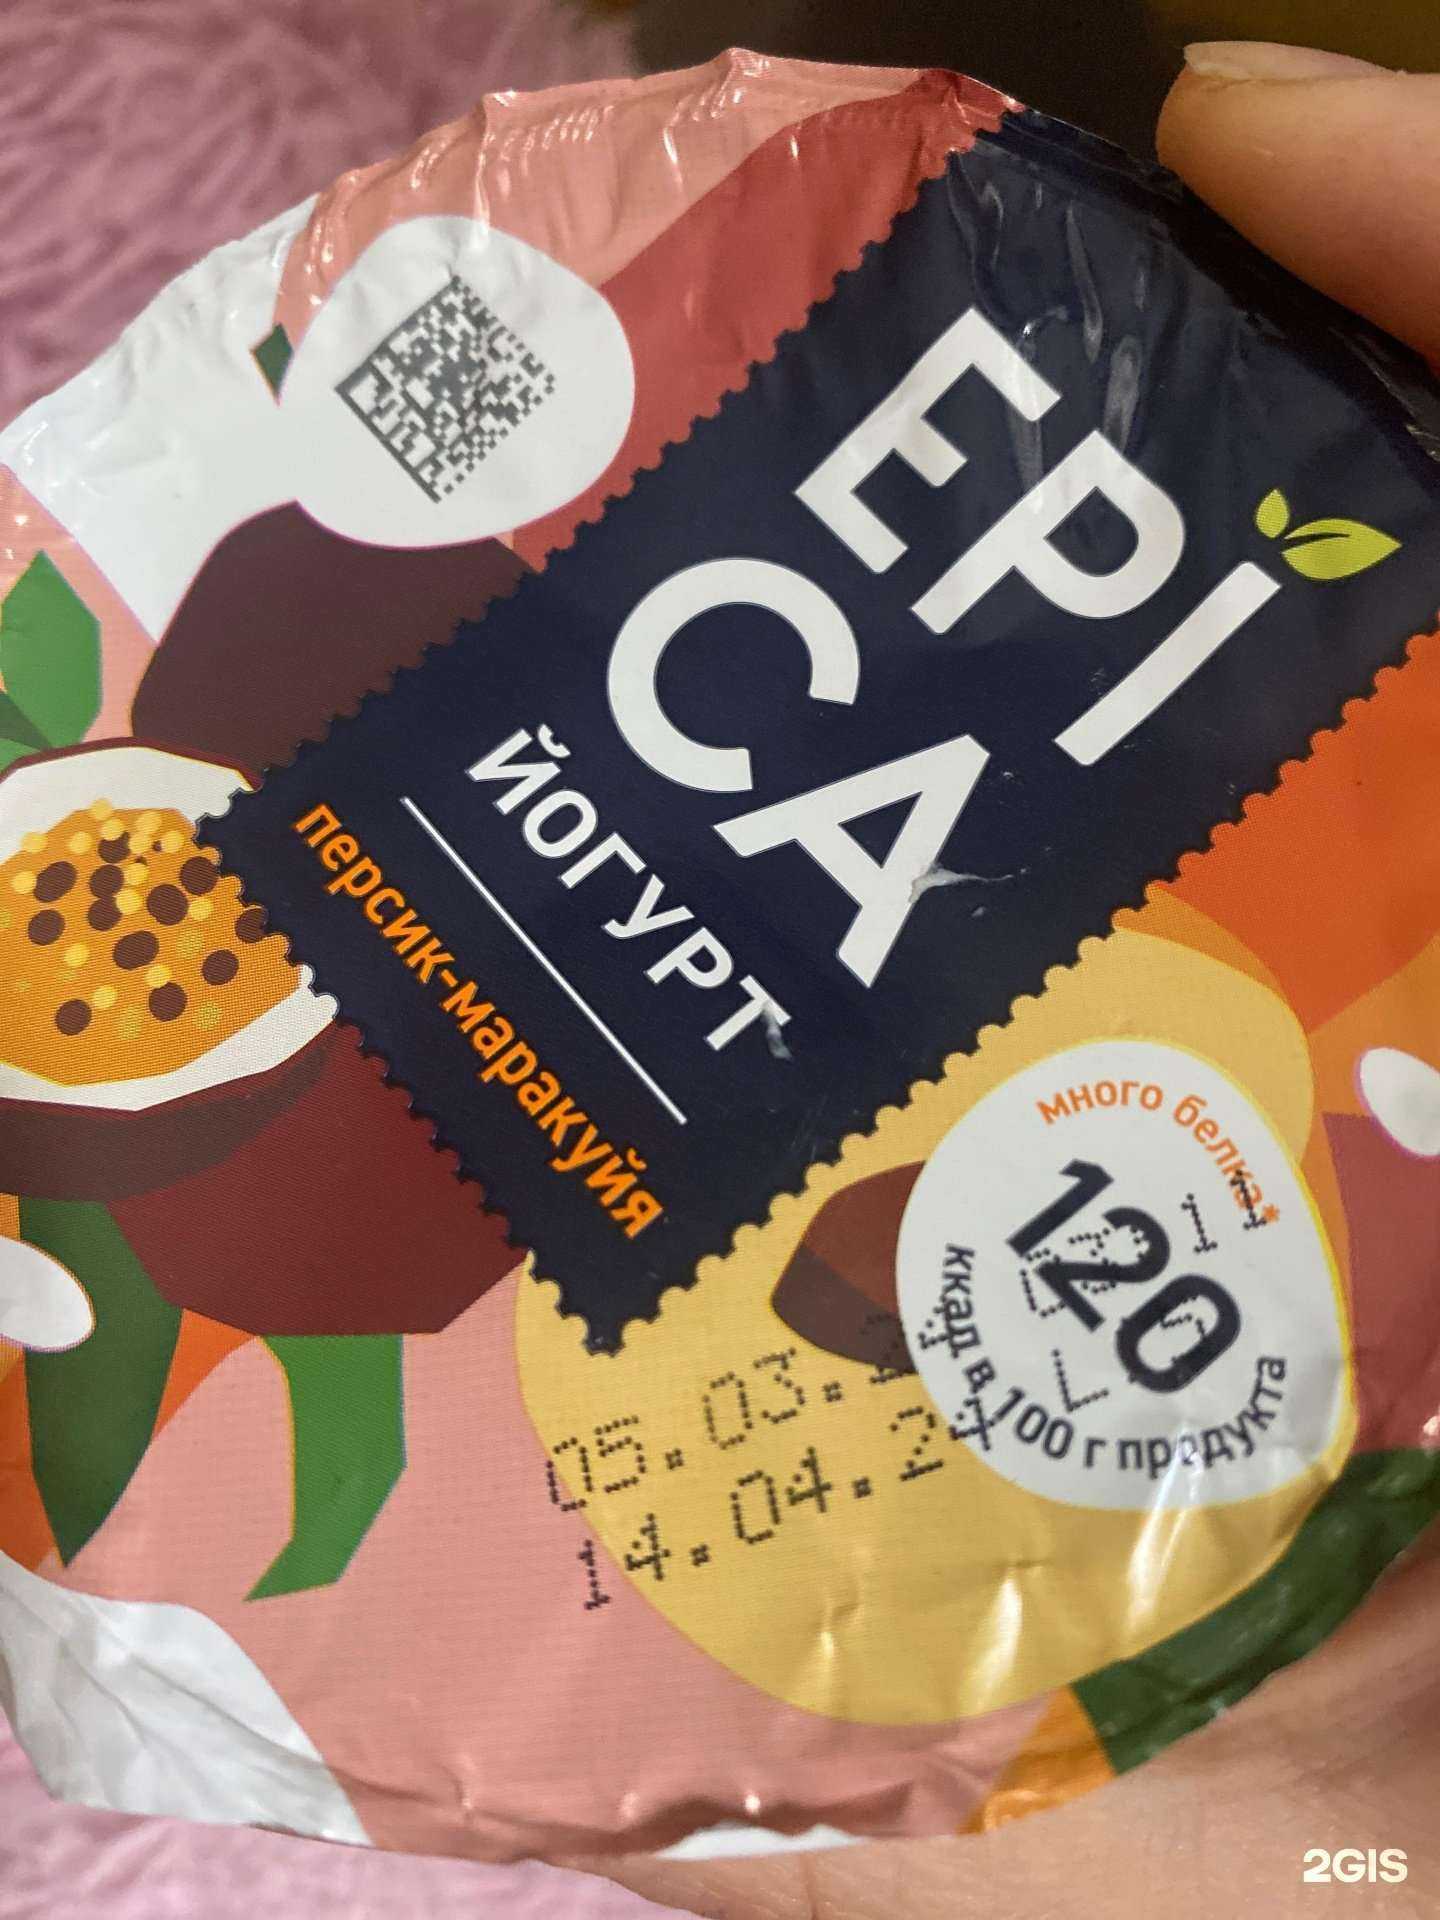 EPI
CA
ЙОГУРТ
персик-маракуйя
много белка*
120
ккал в 100 г продукта
05.03.
14.04.2
2GIS